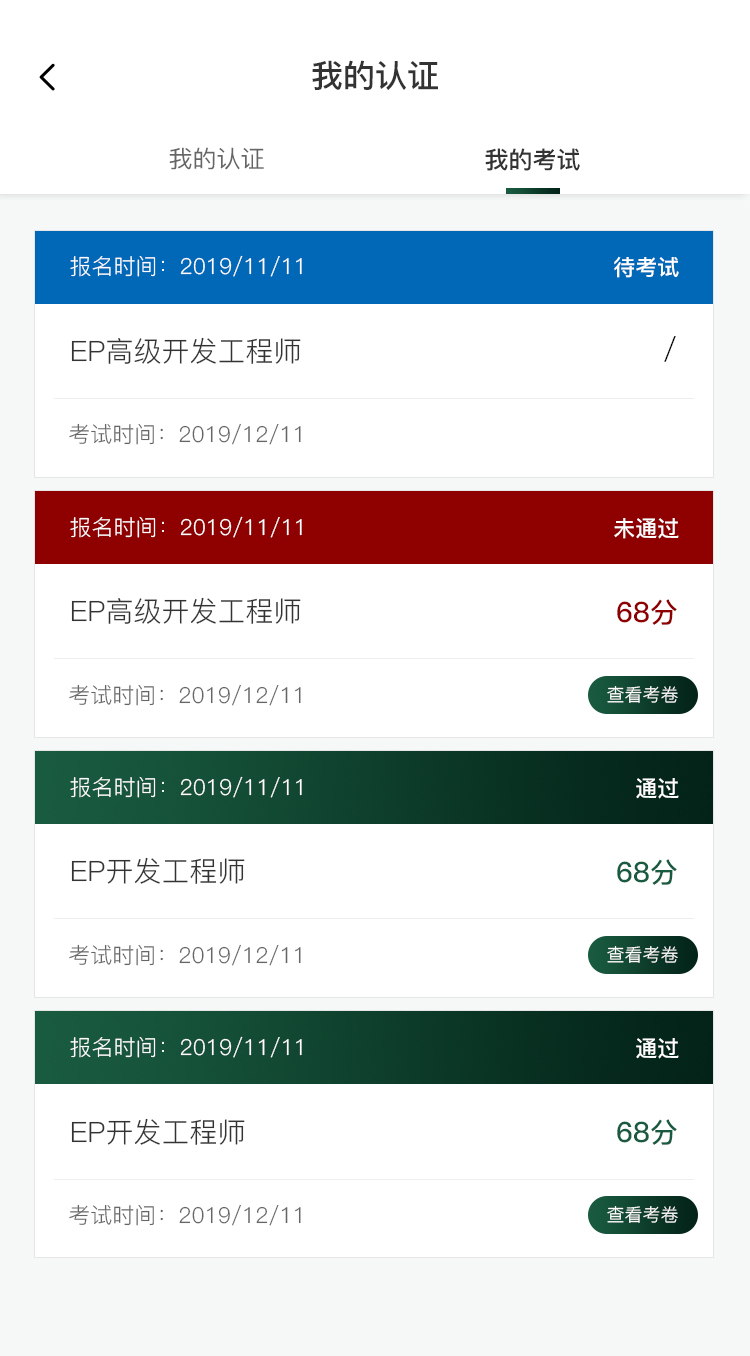 我的认证
我的认证 我的考试
报名时间：2019/11/11 待考试
EP高级开发工程师 /
考试时间：2019/12/11
报名时间：2019/11/11 未通过
EP高级开发工程师 68分
考试时间：2019/12/11 查看考卷
报名时间：2019/11/11 通过
EP开发工程师 68分
考试时间：2019/12/11 查看考卷
报名时间：2019/11/11 通过
EP开发工程师 68分
考试时间：2019/12/11 查看考卷